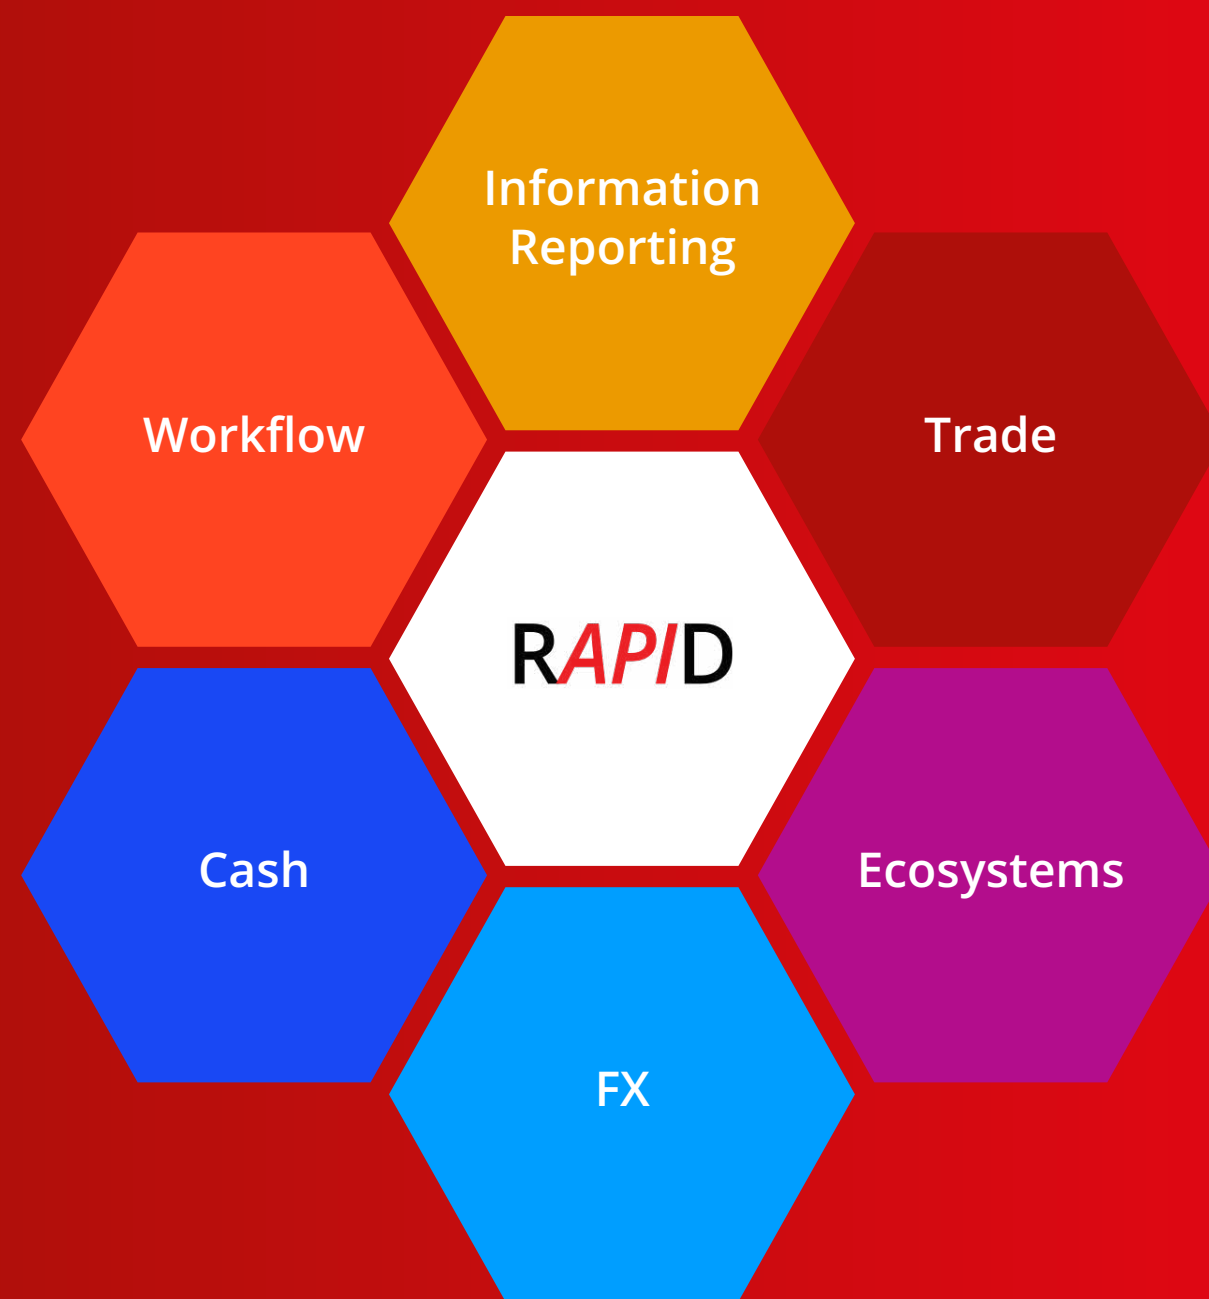 Information
Reporting
Workflow
Trade
RAPID
Cash
Ecosystems
FX